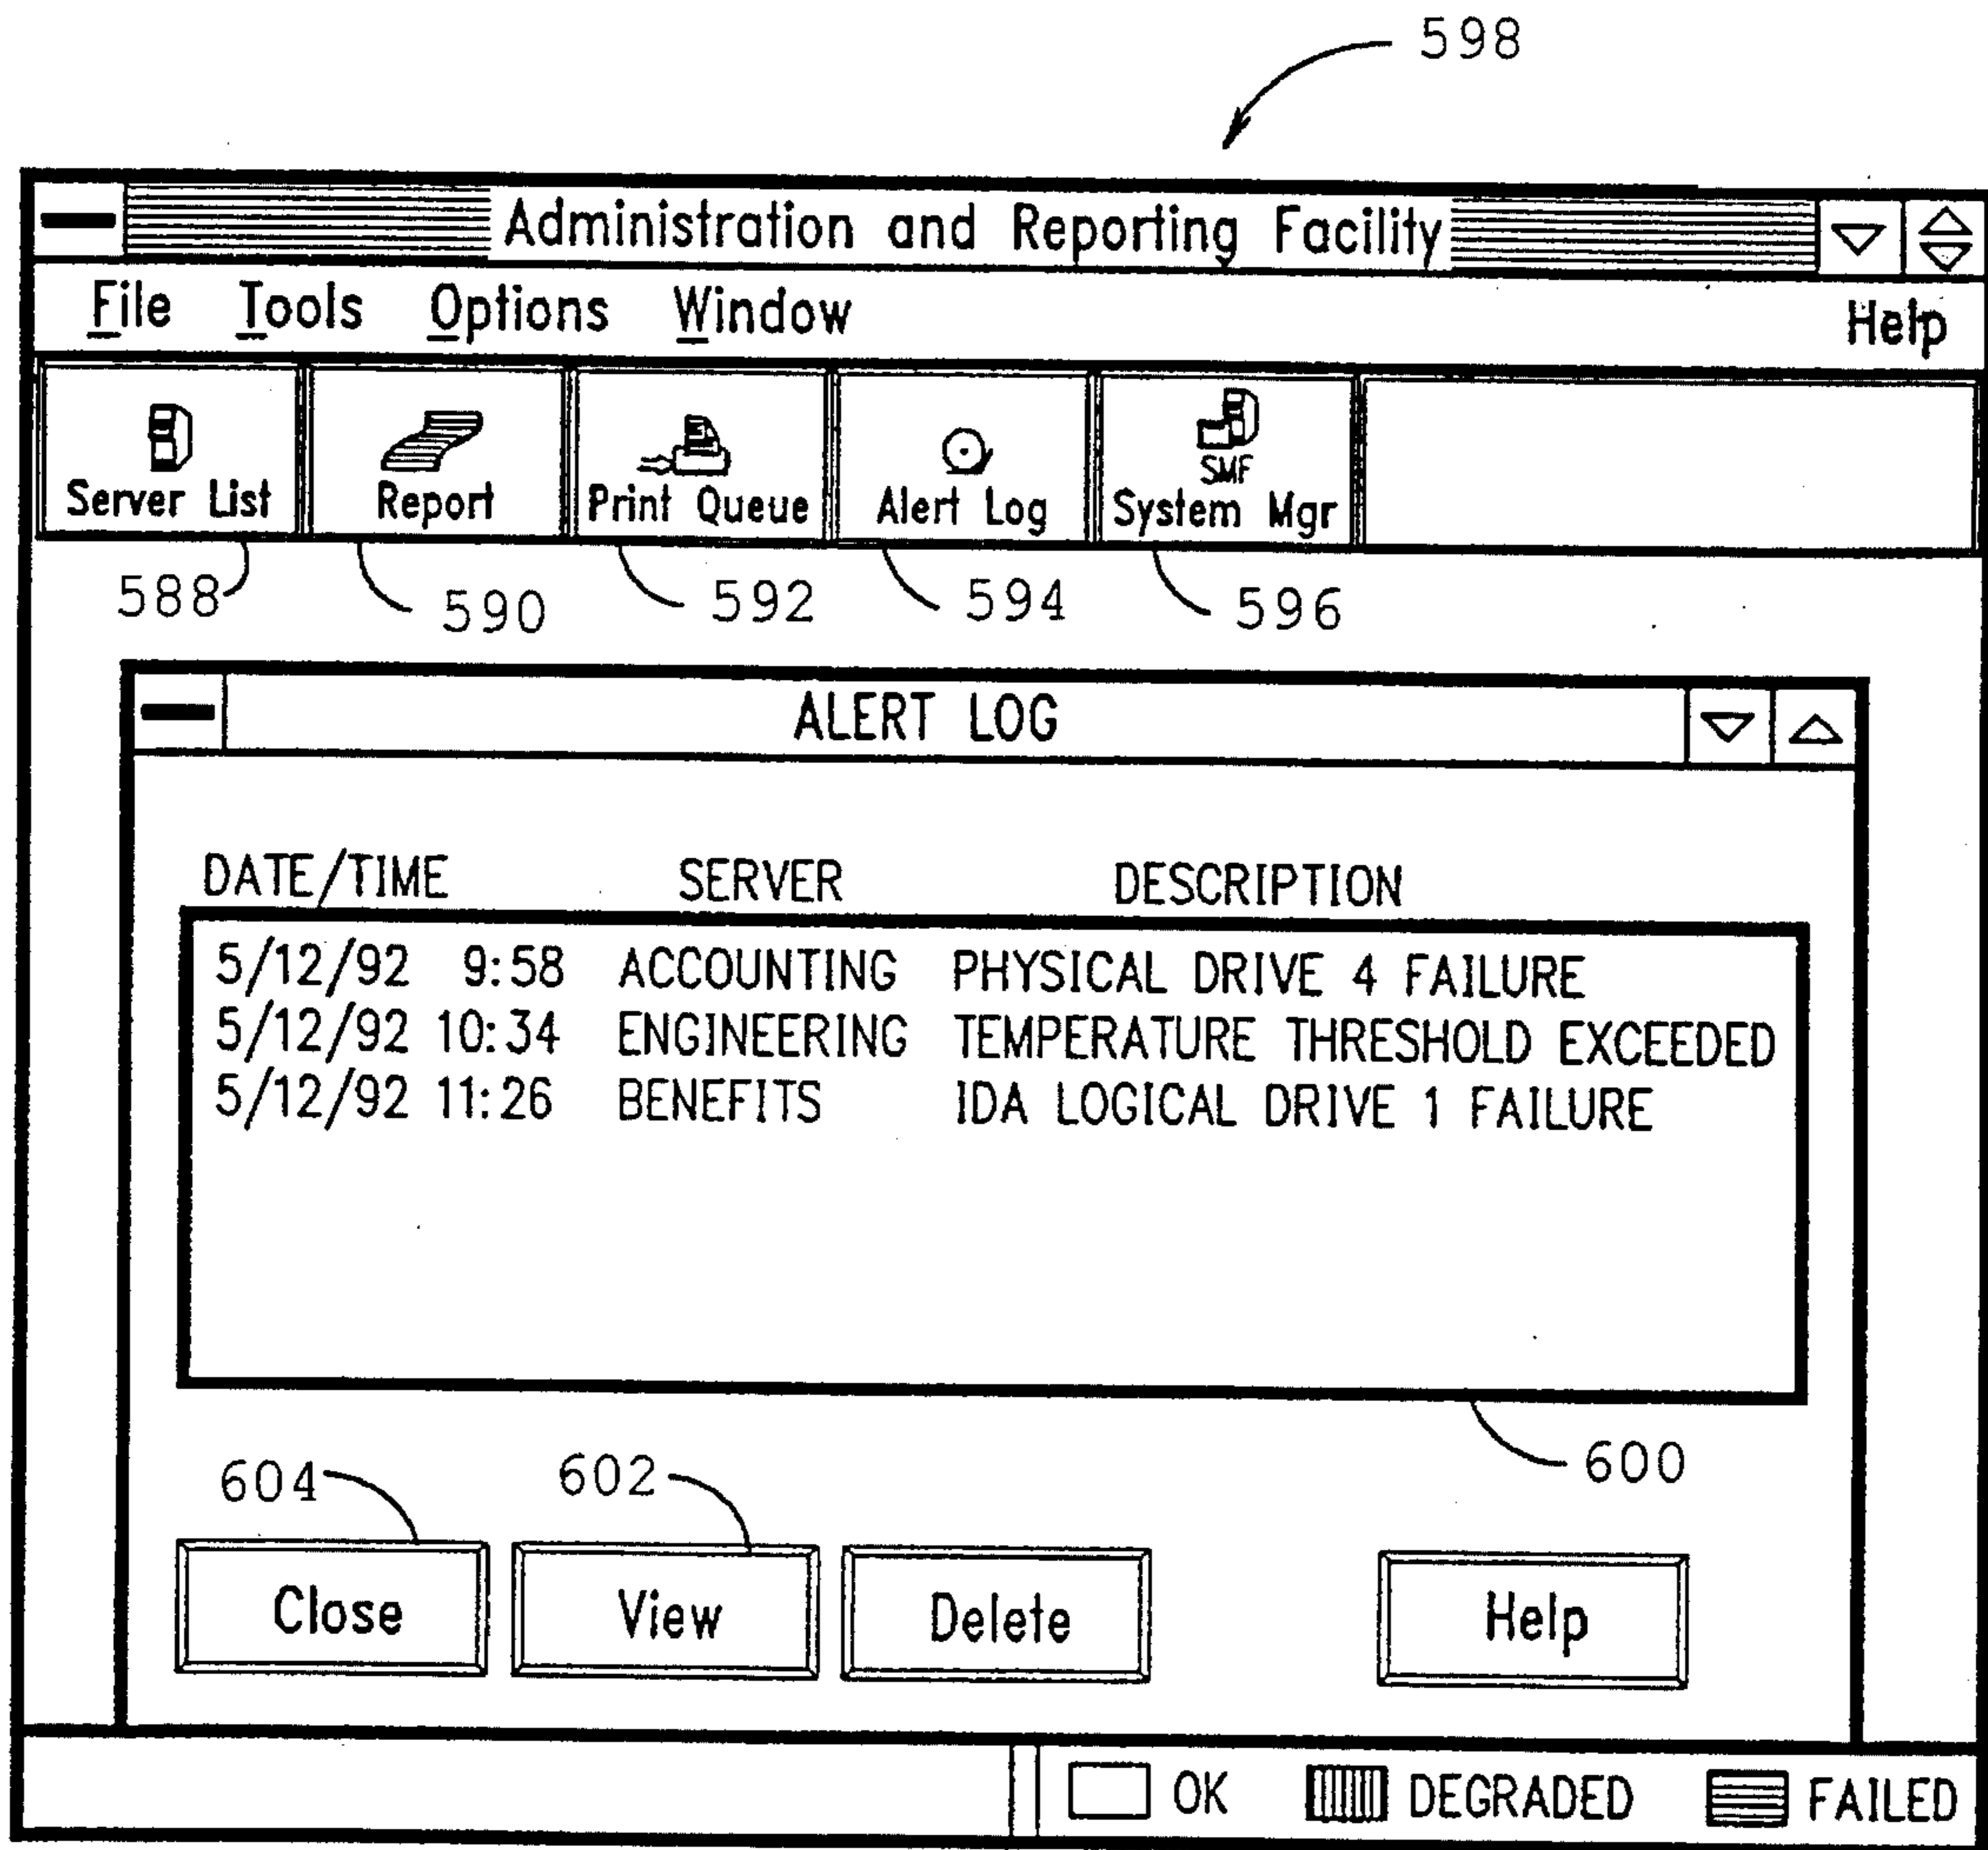 598
Administration and Reporting Facility
File Tools Options Window Help
Server List Report Print Queue Alert Log SMF System Mgr
588 590 592 594 596
ALERT LOG
DATE/TIME SERVER DESCRIPTION
5/12/92 9:58 ACCOUNTING PHYSICAL DRIVE 4 FAILURE
5/12/92 10:34 ENGINEERING TEMPERATURE THRESHOLD EXCEEDED
5/12/92 11:26 BENEFITS IDA LOGICAL DRIVE 1 FAILURE
600
604 602
Close View Delete Help
OK DEGRADED FAILED